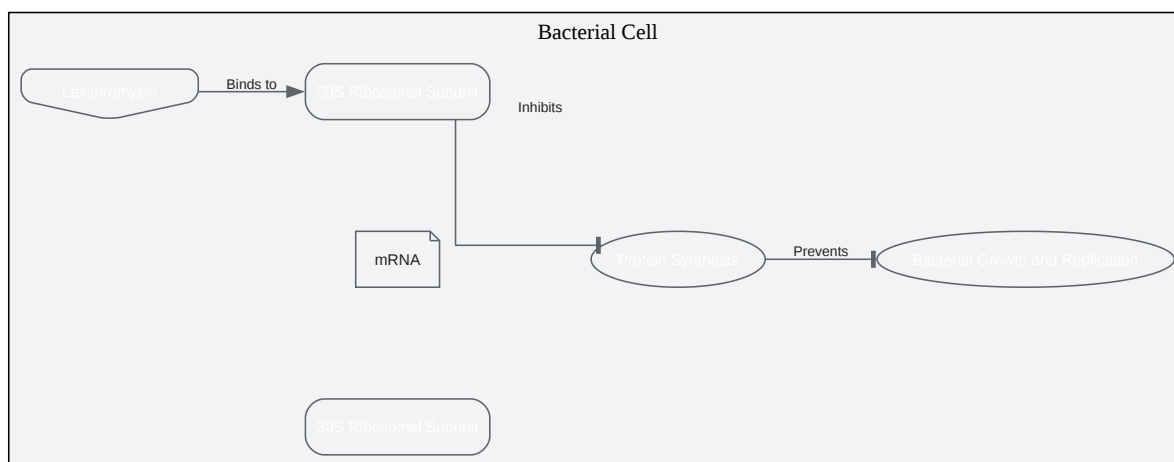 Bacterial Cell
Lexithromycin
Binds to
50S Ribosomal Subunit
Inhibits
mRNA
Protein Synthesis
Prevents
Bacterial Growth and Replication
30S Ribosomal Subunit